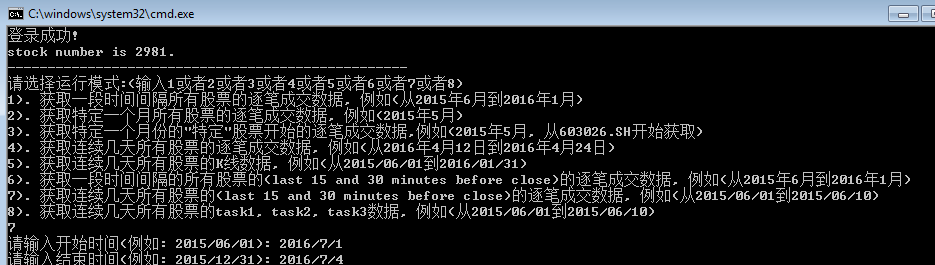 C:\windows\system32\cmd.exe
登录成功!
stock number is 2981.
--------------------------------------------------
请选择运行模式:(输入1或者2或者3或者4或者5或者6或者7或者8)
1). 获取一段时间间隔所有股票的逐笔成交数据, 例如(从2015年6月到2016年1月)
2). 获取特定一个月所有股票的逐笔成交数据, 例如(2015年5月)
3). 获取特定一个月份的"特定"股票开始的逐笔成交数据,例如(2015年5月, 从603026.SH开始获取)
4). 获取连续几天所有股票的逐笔成交数据, 例如(从2016年4月12日到2016年4月24日)
5). 获取连续几天所有股票的K线数据, 例如(从2015/06/01到2016/01/31)
6). 获取一段时间间隔的所有股票的(last 15 and 30 minutes before close)的逐笔成交数据, 例如(从2015年6月到2016年1月)
7). 获取连续几天所有股票的(last 15 and 30 minutes before close)的逐笔成交数据, 例如(从2015/06/01到2015/06/10)
8). 获取连续几天所有股票的task1, task2, task3数据, 例如(从2015/06/01到2015/06/10)
7
请输入开始时间(例如: 2015/06/01): 2016/7/1
请输入结束时间(例如: 2015/12/31): 2016/7/4